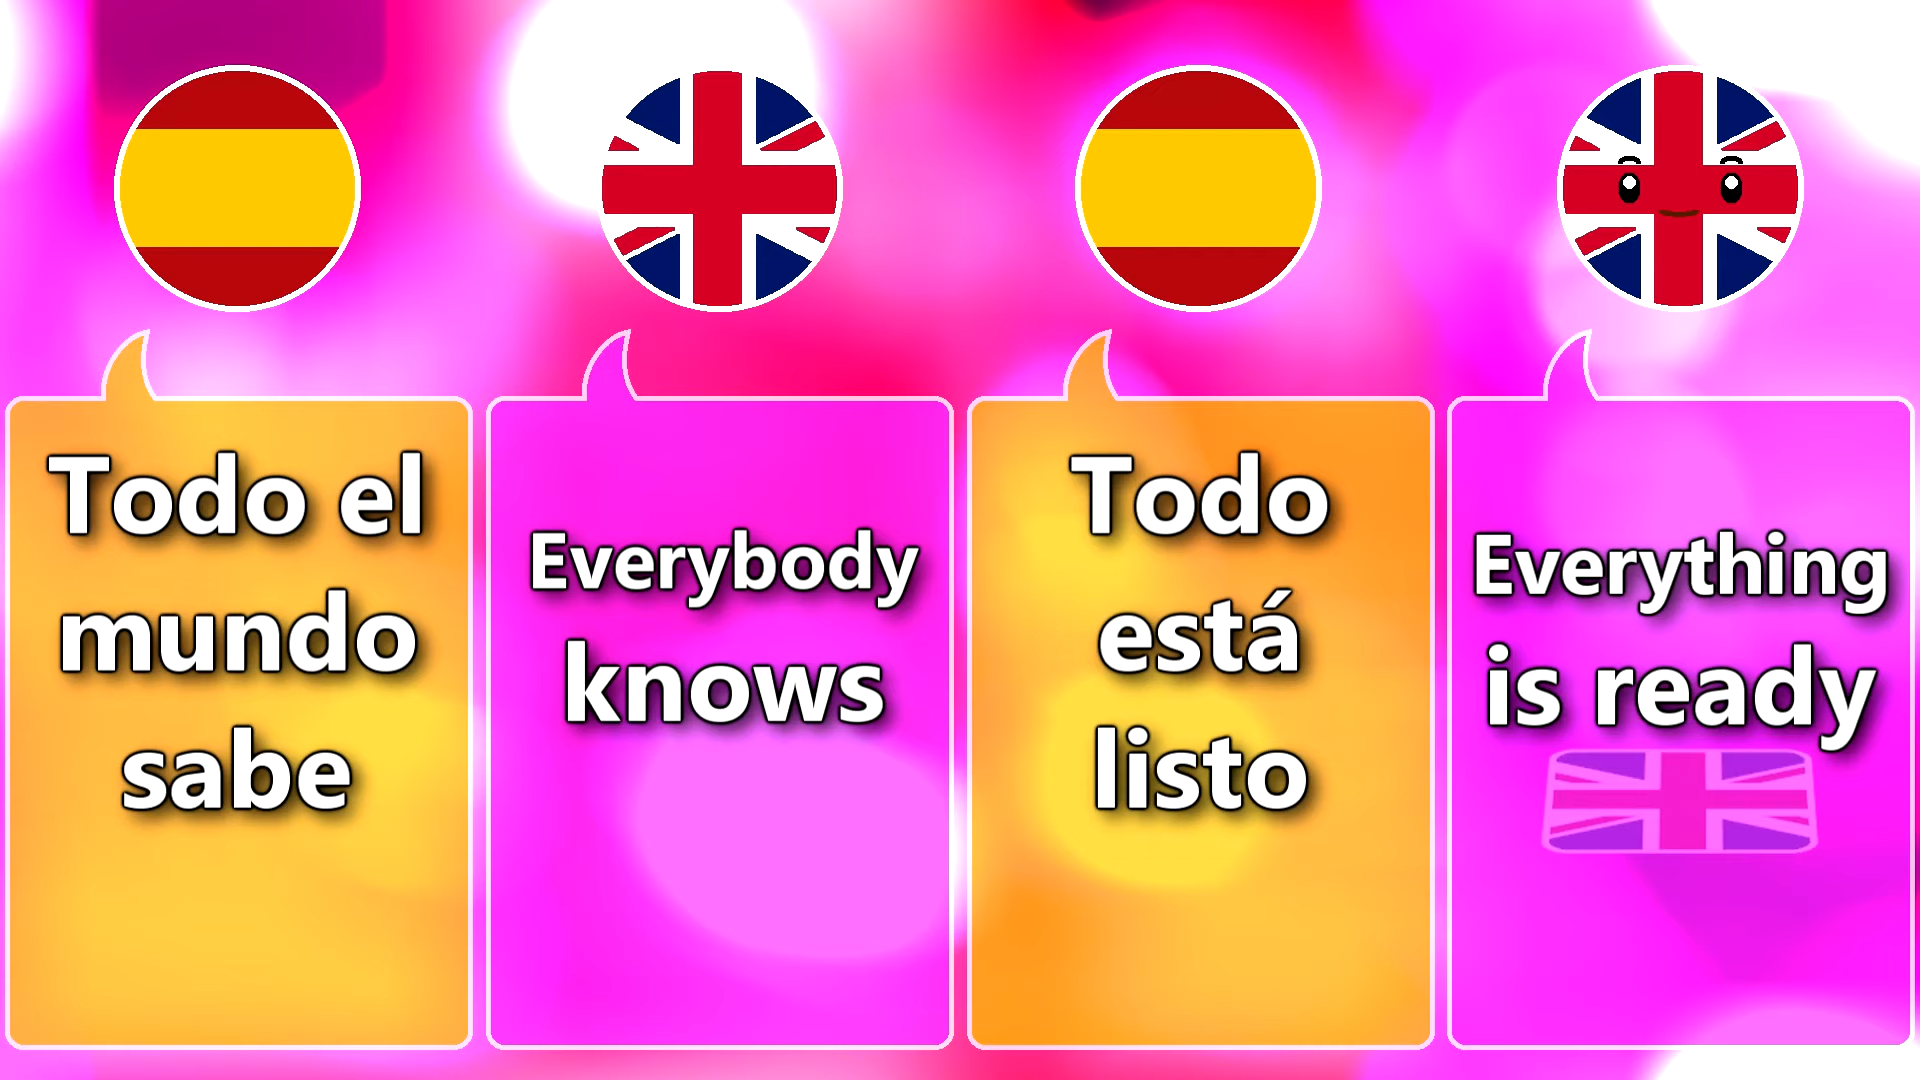 Todo el
mundo
sabe
Everybody
knows
Todo
está
listo
Everything
is ready